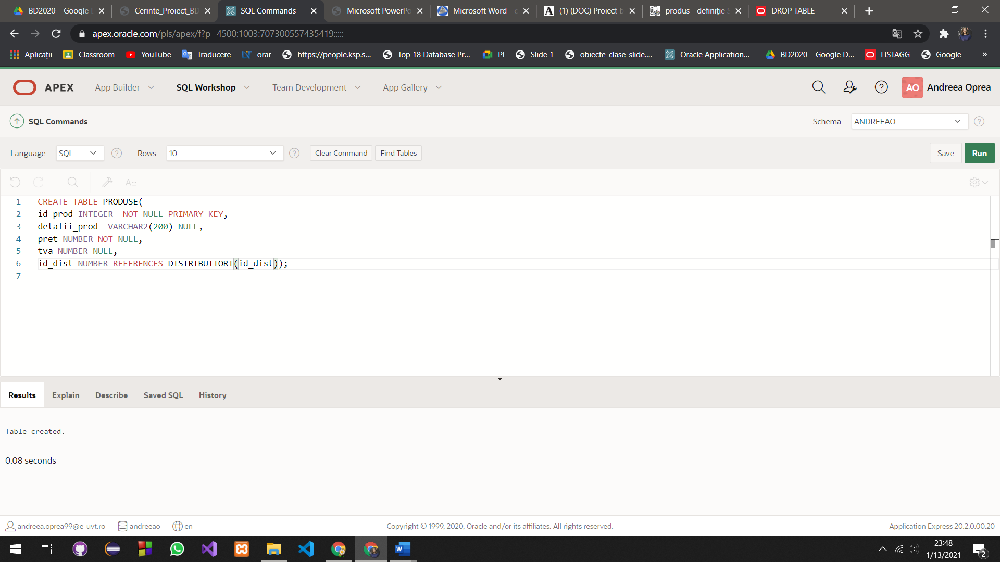 BD2020 – Google D
Cerinte_Proiect_BD
SQL Commands
Microsoft PowerPo
Microsoft Word - c
(1) (DOC) Proiect b
produs - definiție
DROP TABLE
apex.oracle.com/pls/apex/f?p=4500:1003:707300557435419:::::
Aplicații
Classroom
YouTube
Traducere
orar
https://people.ksp.s...
Top 18 Database Pr...
PI
Slide 1
obiecte_clase_slide....
Oracle Application...
BD2020 – Google D...
LISTAGG
Google
»
APEX
App Builder
SQL Workshop
Team Development
App Gallery
AO
Andreea Oprea
SQL Commands
Schema
ANDREEAO
Language
SQL
Rows
10
Clear Command
Find Tables
Save
Run
1 CREATE TABLE PRODUSE(
2 id_prod INTEGER  NOT NULL PRIMARY KEY,
3 detalii_prod  VARCHAR2(200) NULL,
4 pret NUMBER NOT NULL,
5 tva NUMBER NULL,
6 id_dist NUMBER REFERENCES DISTRIBUITORI(id_dist));
7
Results
Explain
Describe
Saved SQL
History
Table created.
0.08 seconds
andreea.oprea99@e-uvt.ro
andreeao
en
Copyright © 1999, 2020, Oracle and/or its affiliates. All rights reserved.
Application Express 20.2.0.00.20
23:48
1/13/2021
2